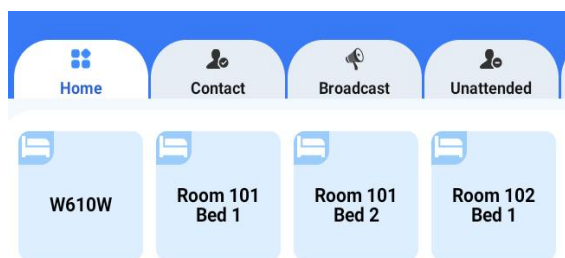 Home
Contact
Broadcast
Unattended
W610W
Room 101
Bed 1
Room 101
Bed 2
Room 102
Bed 1